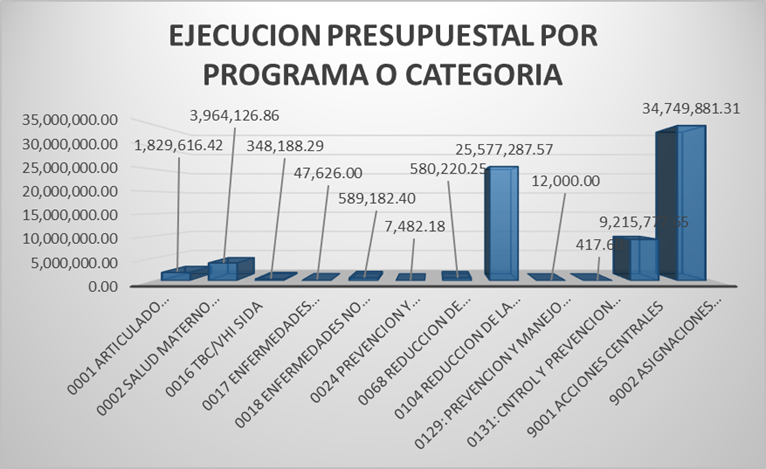 EJECUCION PRESUPUESTAL POR
PROGRAMA O CATEGORIA
35,000,000.00
30,000,000.00
25,000,000.00
20,000,000.00
15,000,000.00
10,000,000.00
5,000,000.00
0.00
1,829,616.42
3,964,126.86
348,188.29
47,626.00
589,182.40
7,482.18
580,220.25
25,577,287.57
12,000.00
34,749,881.31
0001 ARTICULADO...
0002 SALUD MATERNO...
0016 TBC/VHI SIDA
0017 ENFERMEDADES...
0018 ENFERMEDADES NO...
0024 PREVENCION Y...
0068 REDUCCION DE...
0104 REDUCCION DE LA...
0129: PREVENCION Y MANEJO...
0131: CNTROL Y PREVENCION...
9001 ACCIONES CENTRALES
9002 ASIGNACIONES...